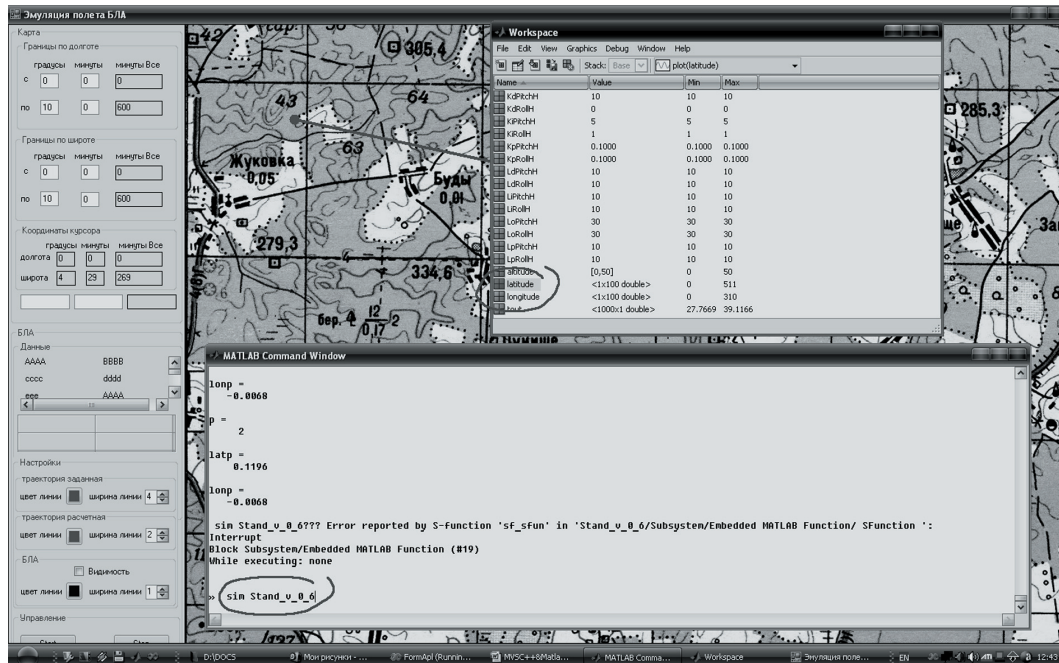 Эмуляция полета БЛА
Карта
Границы по долготе
градусы минуты минуты Все
с 0 0 0
по 10 0 600
Границы по широте
градусы минуты минуты Все
с 0 0 0
по 10 0 600
Координаты курсора
градусы минуты минуты Все
долгота 0 0 0
широта 4 29 269
БЛА
Данные
AAAA BBBB
cccc dddd
eee AAAA
Настройки
траектория заданная
цвет линии ширина линии 4
траектория расчетная
цвет линии ширина линии 2
БЛА
Видимость
цвет линии ширина линии 1
Управление
Start Stop
42
305,4
43
64
63
Жуковка
0,05
Буды
0,01
279,3
334,6
бер. 4 12 2
0,17
285,3
Workspace
File Edit View Graphics Debug Window Help
Stack: Base plot(latitude)
Name Value Min Max
KdPitchH 10 10 10
KdRollH 0 0 0
KiPitchH 5 5 5
KiRollH 1 1 1
KpPitchH 0.1000 0.1000 0.1000
KpRollH 0.1000 0.1000 0.1000
LdPitchH 10 10 10
LdRollH 10 10 10
LiPitchH 10 10 10
LiRollH 10 10 10
LoPitchH 30 30 30
LoRollH 30 30 30
LpPitchH 10 10 10
LpRollH 10 10 10
altitude [0,50] 0 50
latitude <1x100 double> 0 511
longitude <1x100 double> 0 310
tout <1000x1 double> 27.7669 39.1166
MATLAB Command Window
lonp =
-0.0068
p =
2
latp =
0.1196
lonp =
-0.0068
sim Stand_v_0_6??? Error reported by S-function 'sf_sfun' in 'Stand_v_0_6/Subsystem/Embedded MATLAB Function/ SFunction ':
Interrupt
Block Subsystem/Embedded MATLAB Function (#19)
While executing: none
» sim Stand_v_0_6
D:\DOCS
Мои рисунки - ...
FormApl (Runnin...
MVSC++&Matla...
MATLAB Comma...
Workspace
Эмуляция поле...
EN